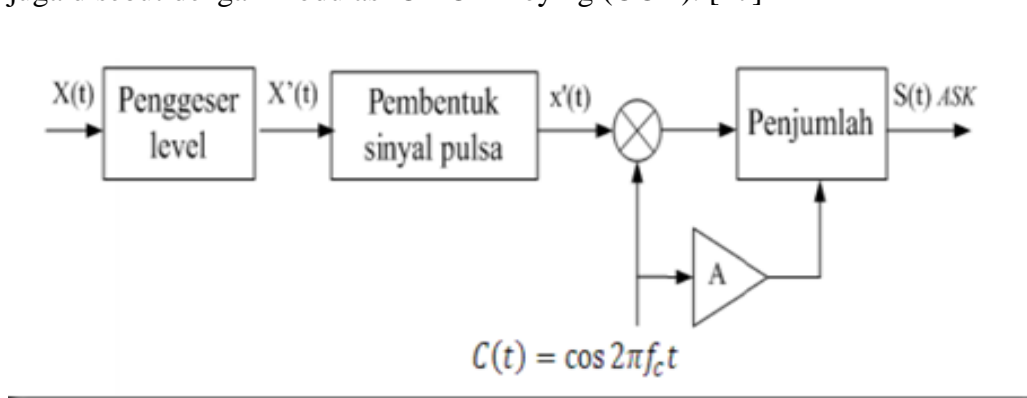 X(t)
Penggeser
level
X'(t)
Pembentuk
sinyal pulsa
x'(t)
Penjumlah
S(t) ASK
A
C(t) = cos 2πf_c t